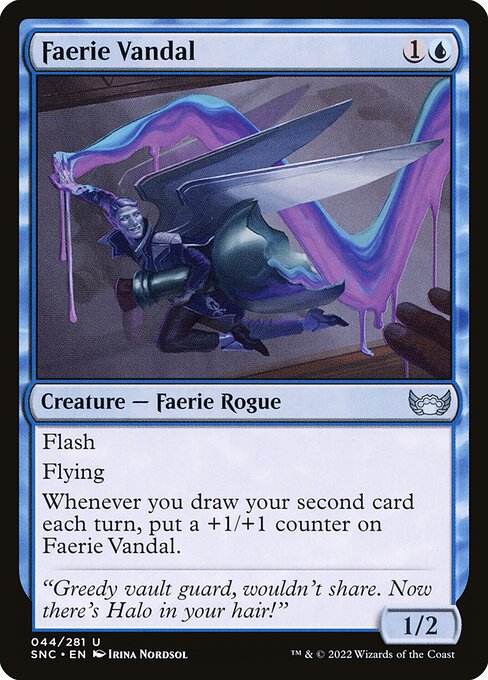 Faerie Vandal 1
Creature — Faerie Rogue
Flash
Flying
Whenever you draw your second card
each turn, put a +1/+1 counter on
Faerie Vandal.
“Greedy vault guard, wouldn’t share. Now
there’s Halo in your hair!”
1/2
044/281 U
SNC • EN Irina Nordsol
™ & © 2022 Wizards of the Coast